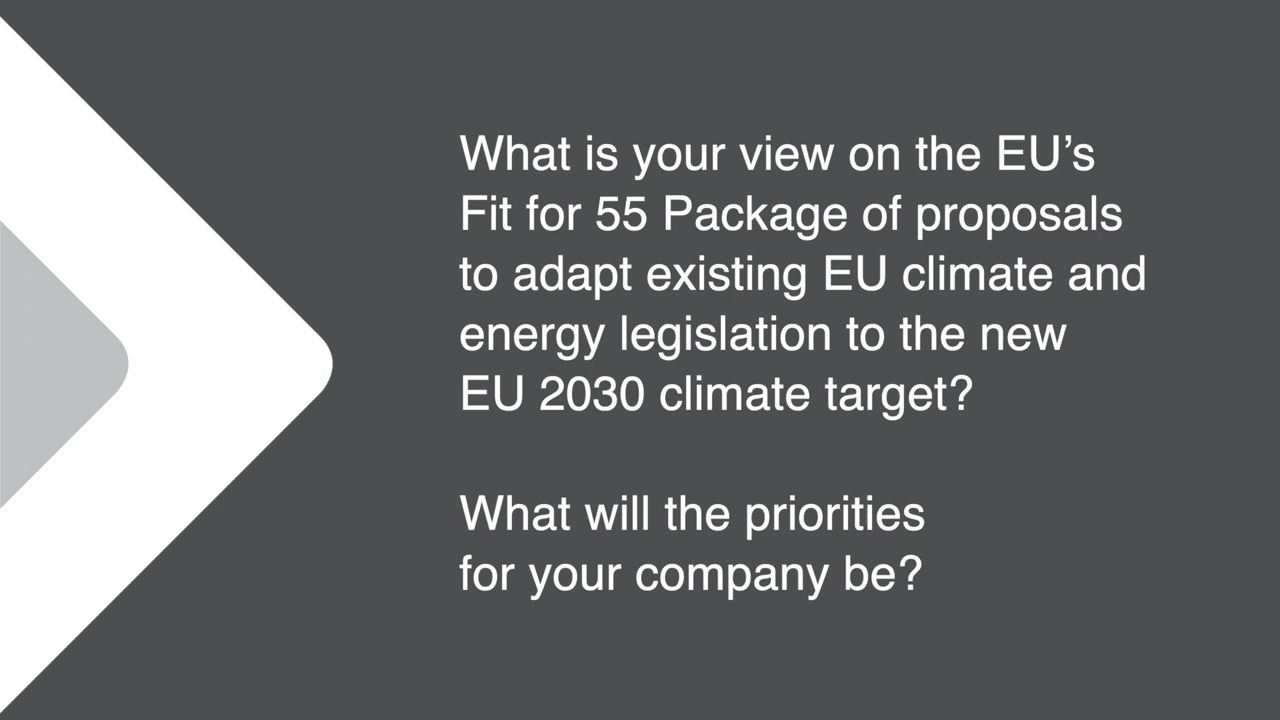 What is your view on the EU’s
Fit for 55 Package of proposals
to adapt existing EU climate and
energy legislation to the new
EU 2030 climate target?
What will the priorities
for your company be?